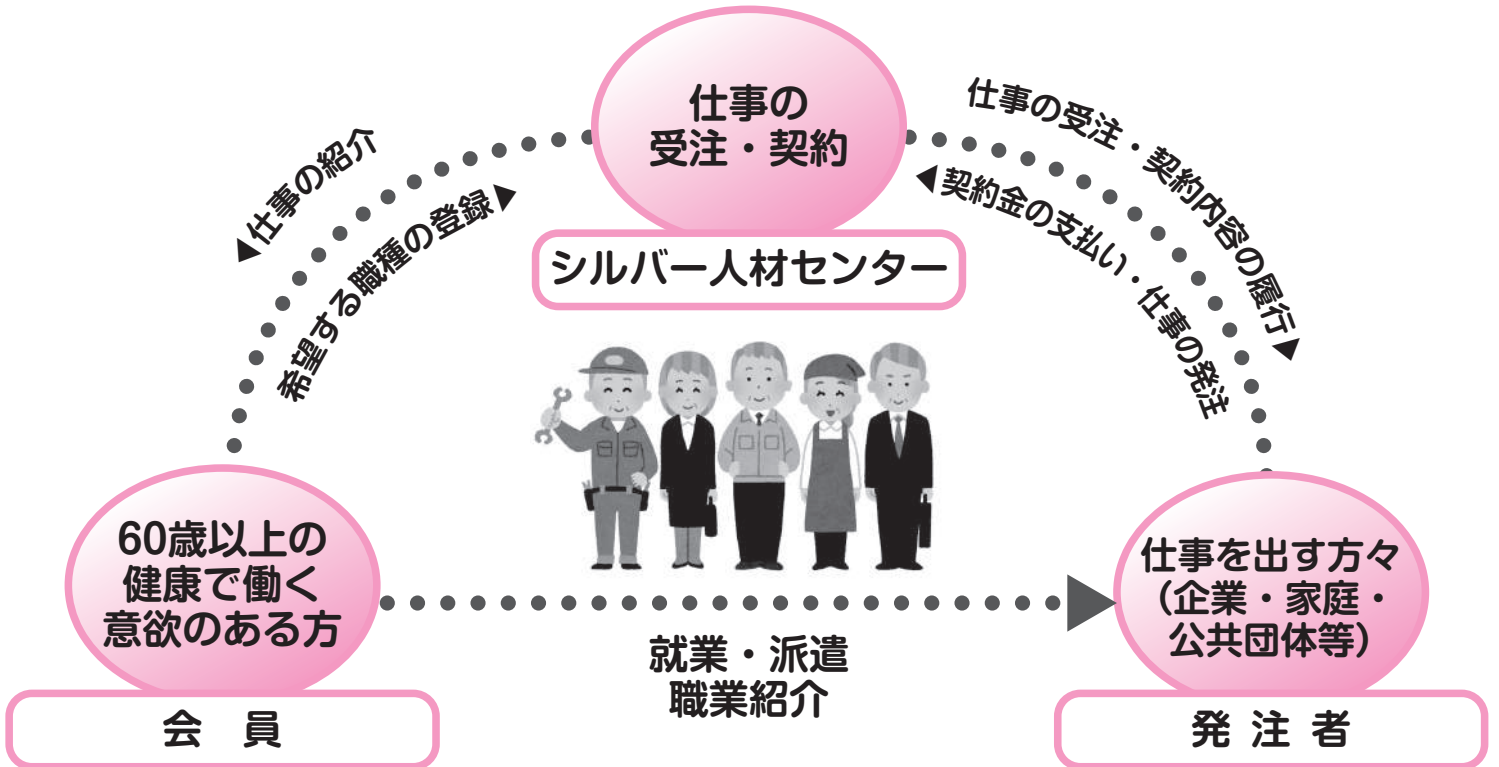 仕事の
受注・契約
シルバー人材センター
◀仕事の紹介
希望する職種の登録▶
仕事の受注・契約内容の履行▶
◀契約金の支払い・仕事の発注
60歳以上の
健康で働く
意欲のある方
会 員
就業・派遣
職業紹介
仕事を出す方々
（企業・家庭・
公共団体等）
発 注 者